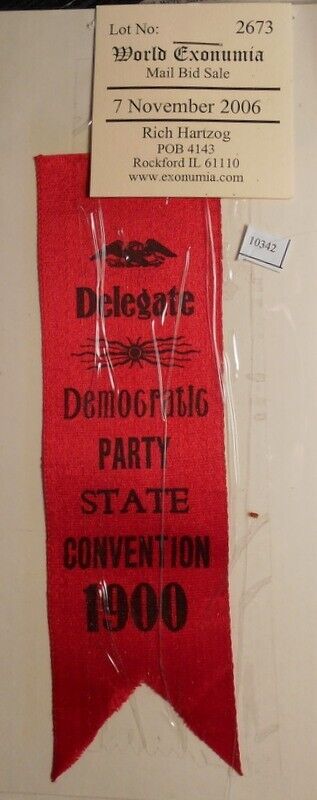 Lot No: 2673
World Exonumia
Mail Bid Sale
7 November 2006
Rich Hartzog
POB 4143
Rockford IL 61110
www.exonumia.com
10342
Delegate
Democratic
PARTY
STATE
CONVENTION
1900